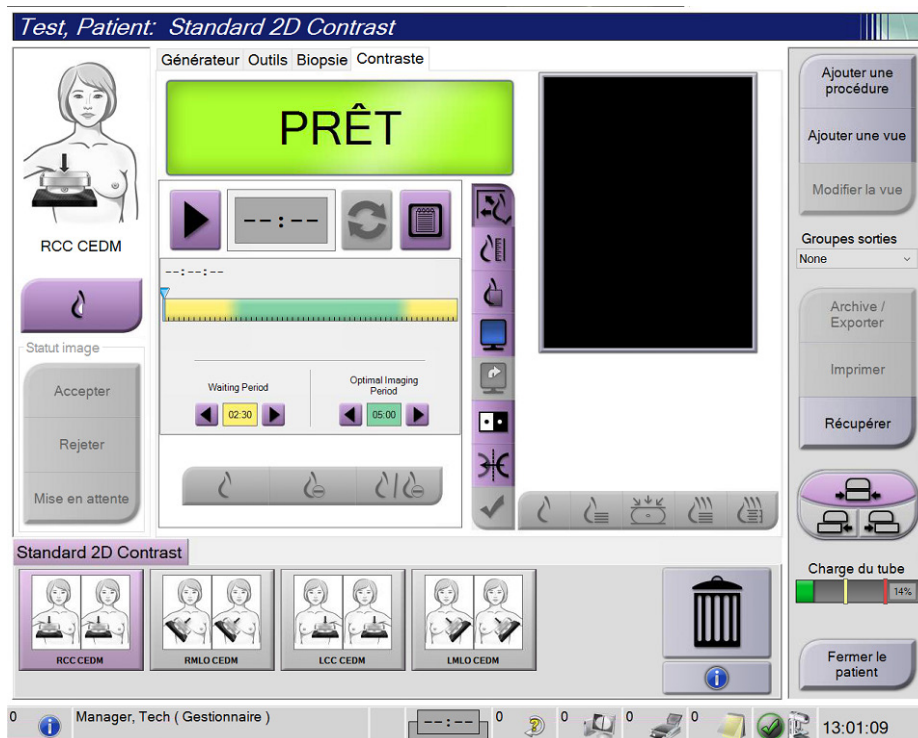 Test, Patient: Standard 2D Contrast
Générateur Outils Biopsie Contraste
PRÊT
RCC CEDM
--:--
--:--:--
Waiting Period
02:30
Optimal Imaging
Period
05:00
Statut image
Accepter
Rejeter
Mise en attente
Ajouter une
procédure
Ajouter une vue
Modifier la vue
Groupes sorties
None
Archive /
Exporter
Imprimer
Récupérer
Charge du tube
14%
Fermer le
patient
Standard 2D Contrast
RCC CEDM
RMLO CEDM
LCC CEDM
LMLO CEDM
0
Manager, Tech ( Gestionnaire )
--:--
0
0
0
0
13:01:09